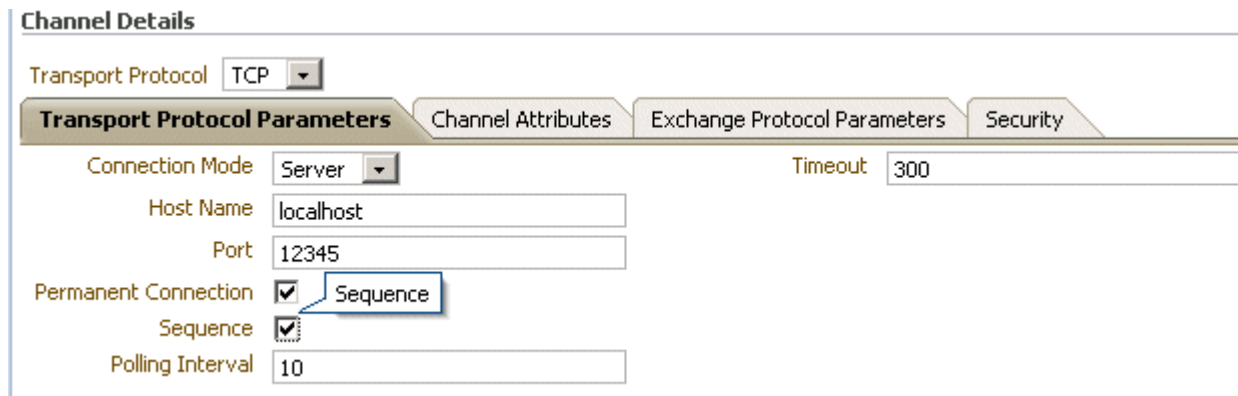 Channel Details
Transport Protocol TCP
Transport Protocol Parameters Channel Attributes Exchange Protocol Parameters Security
Connection Mode Server Timeout 300
Host Name localhost
Port 12345
Permanent Connection Sequence
Sequence
Polling Interval 10